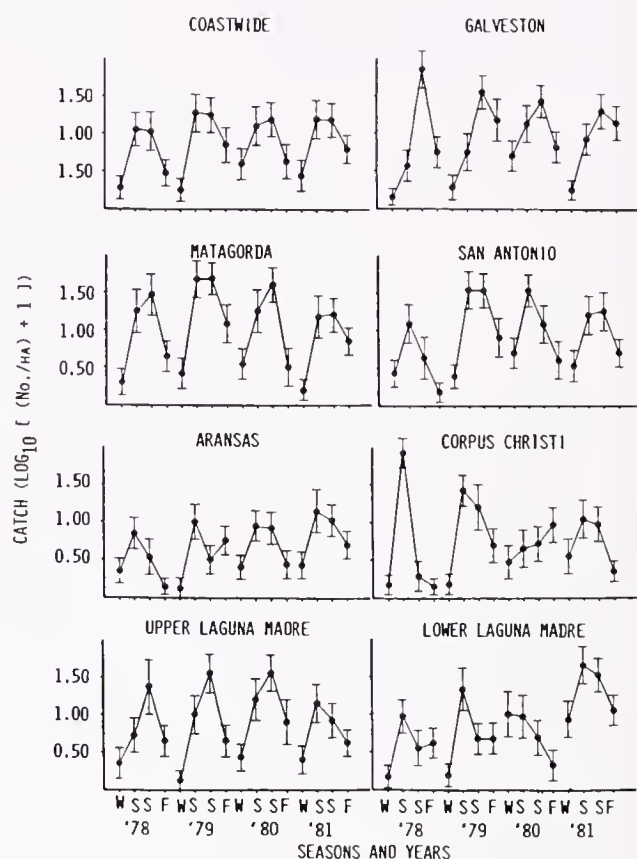 COASTWIDE GALVESTON
1.50
1.00
1.50
MATAGORDA SAN ANTONIO
1.50
1.00
0.50
CATCH (LOG10 [ (No./HA) + 1 ])
ARANSAS CORPUS CHRISTI
1.50
1.00
0.50
UPPER LAGUNA MADRE LOWER LAGUNA MADRE
1.50
1.00
0.50
W S S F W S S F W S S F W S S F W S S F W S S F W S S F W S S F
'78 '79 '80 '81 '78 '79 '80 '81
SEASONS AND YEARS